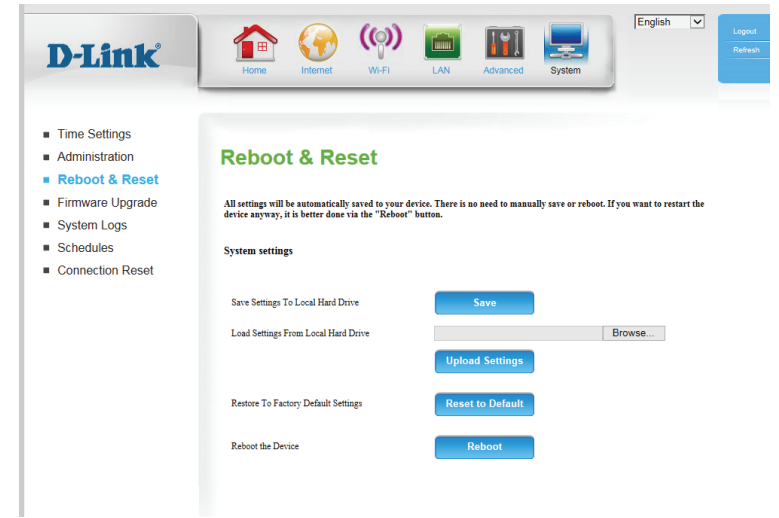 English
Logout
Refresh
D-Link
Home
Internet
Wi-Fi
LAN
Advanced
System
Time Settings
Administration
Reboot & Reset
Firmware Upgrade
System Logs
Schedules
Connection Reset
Reboot & Reset
All settings will be automatically saved to your device. There is no need to manually save or reboot. If you want to restart the
device anyway, it is better done via the "Reboot" button.
System settings
Save Settings To Local Hard Drive
Save
Load Settings From Local Hard Drive
Browse...
Upload Settings
Restore To Factory Default Settings
Reset to Default
Reboot the Device
Reboot